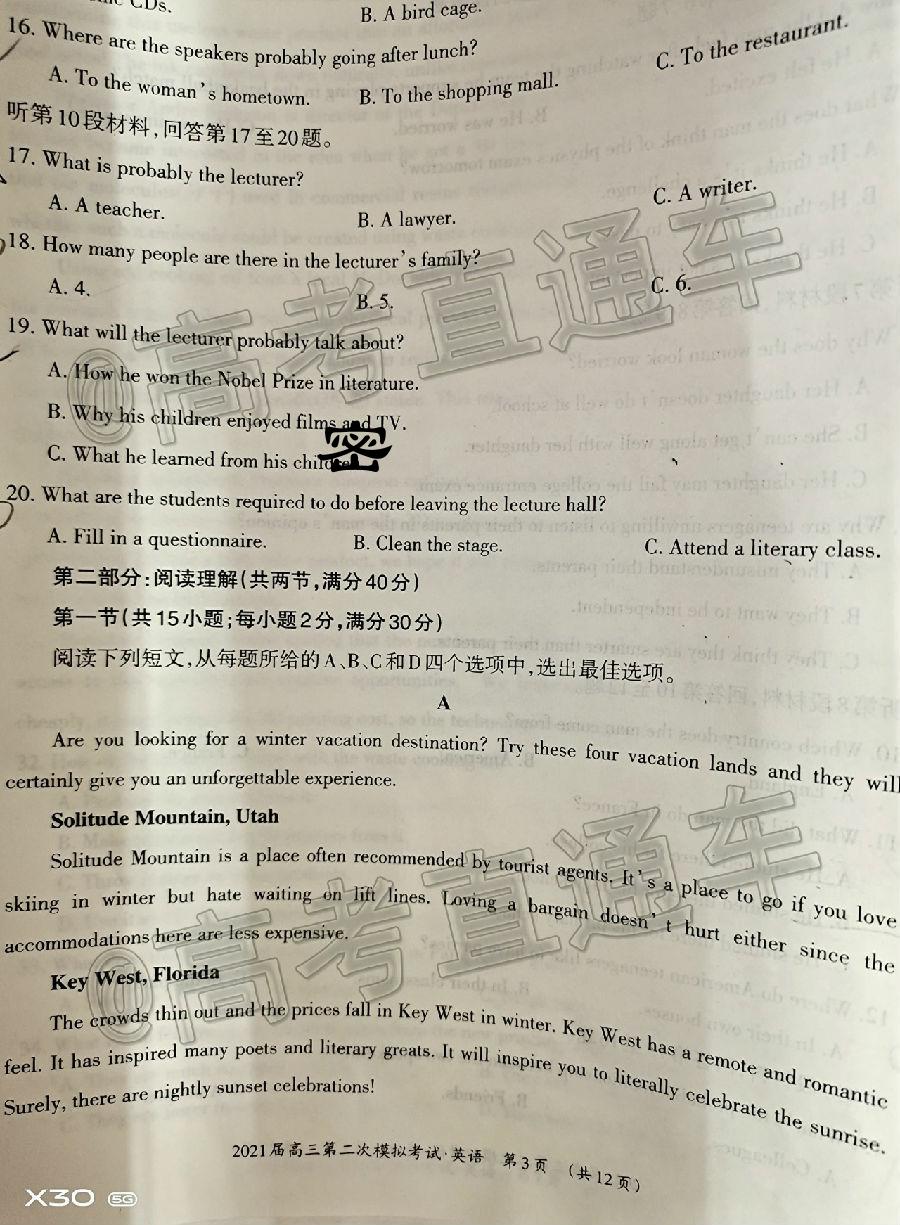 CDs.
B. A bird cage.
16. Where are the speakers probably going after lunch?
A. To the woman's hometown. B. To the shopping mall. C. To the restaurant.
听第10段材料,回答第17至20题。
17. What is probably the lecturer?
A. A teacher. B. A lawyer. C. A writer.
18. How many people are there in the lecturer's family?
A. 4. B. 5. C. 6.
19. What will the lecturer probably talk about?
A. How he won the Nobel Prize in literature.
B. Why his children enjoyed films and TV.
C. What he learned from his
密
20. What are the students required to do before leaving the lecture hall?
A. Fill in a questionnaire. B. Clean the stage. C. Attend a literary class.
第二部分:阅读理解(共两节,满分40分)
第一节(共15小题;每小题2分,满分30分)
阅读下列短文,从每题所给的A、B、C和D四个选项中,选出最佳选项。
A
Are you looking for a winter vacation destination? Try these four vacation lands and they will
certainly give you an unforgettable experience.
Solitude Mountain, Utah
Solitude Mountain is a place often recommended by tourist agents. It's a place to go if you love
skiing in winter but hate waiting on lift lines. Loving a bargain doesn't hurt either since the
accommodations here are less expensive.
Key West, Florida
The crowds thin out and the prices fall in Key West in winter. Key West has a remote and romantic
feel. It has inspired many poets and literary greats. It will inspire you to literally celebrate the sunrise.
Surely, there are nightly sunset celebrations!
2021届高三第二次模拟考试·英语 第3页 (共12页)
@高考直通车
@高考直通车
X30 5G